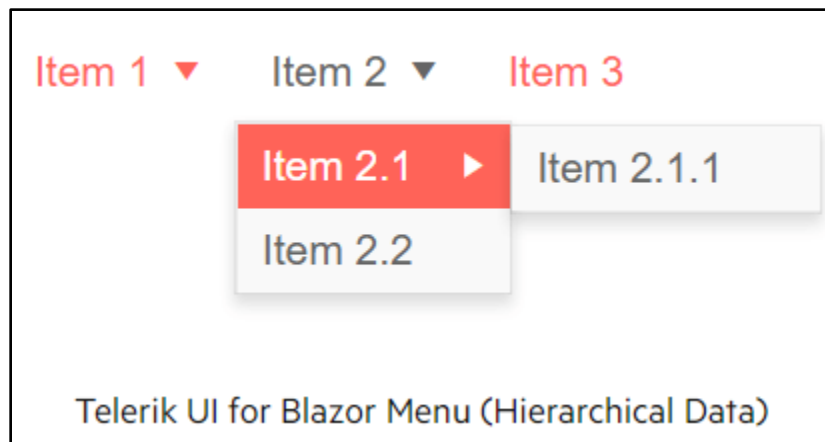 Item 1 Item 2 Item 3
Item 2.1 Item 2.1.1
Item 2.2
Telerik UI for Blazor Menu (Hierarchical Data)